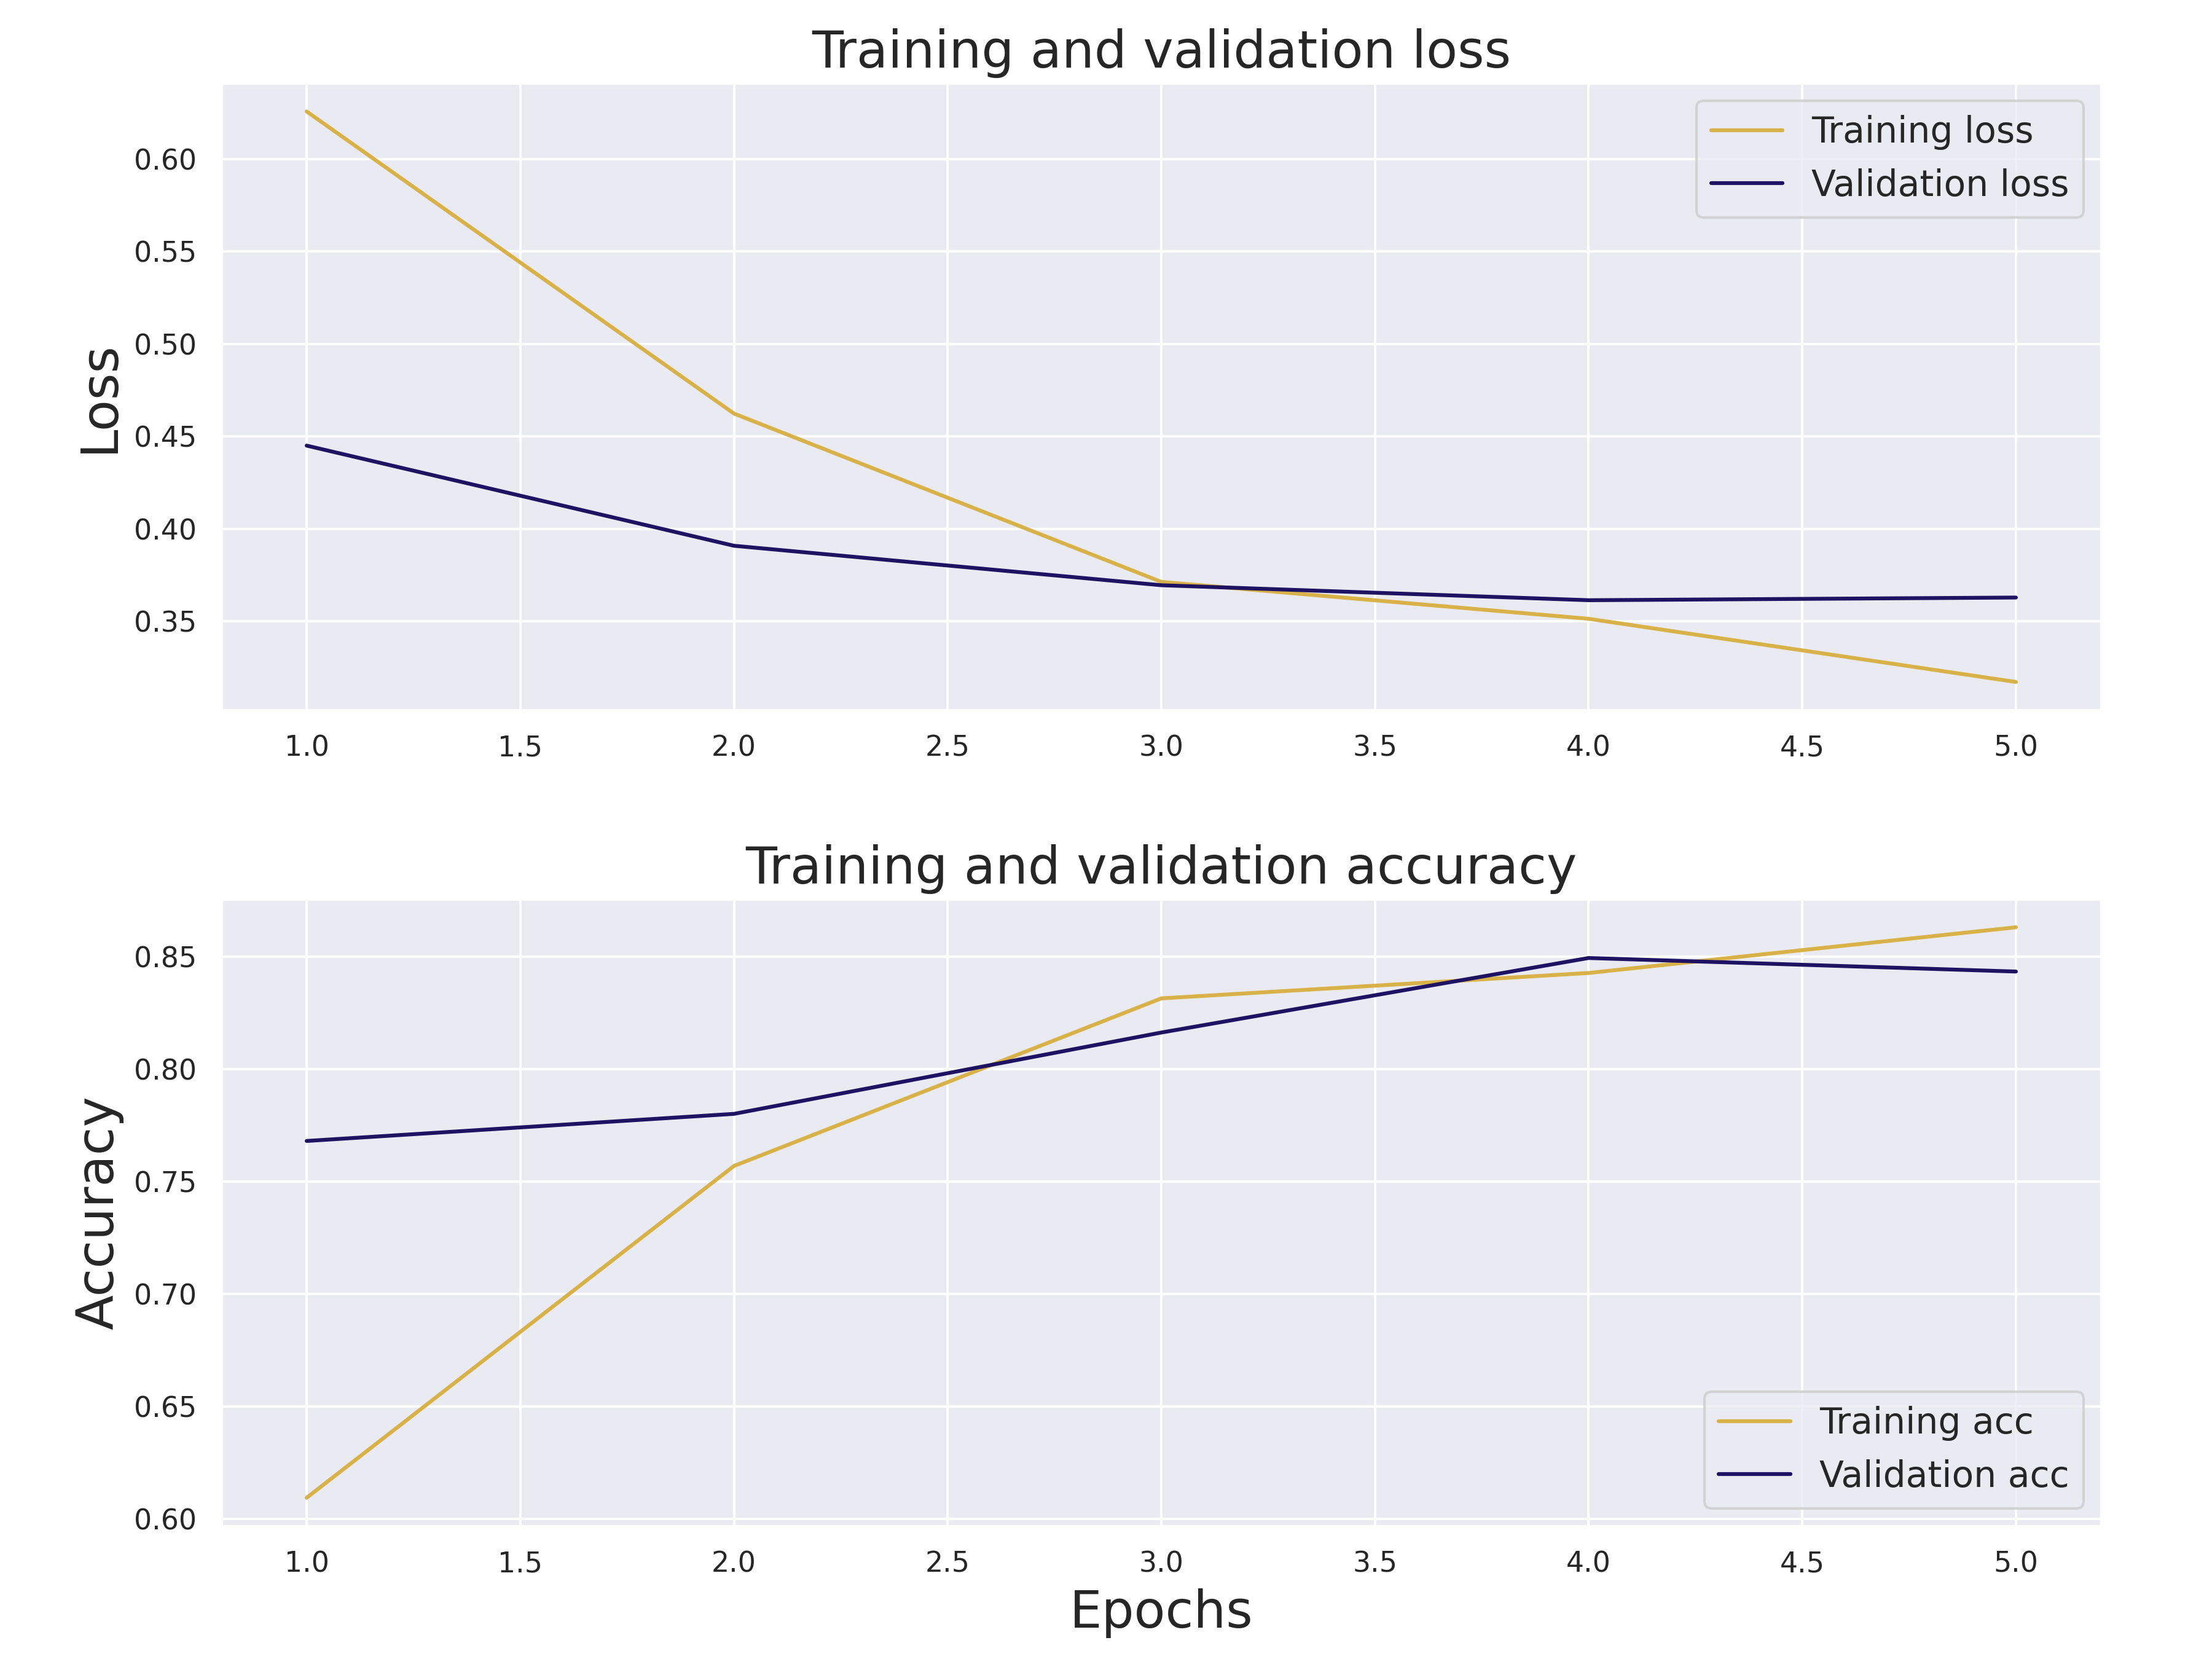 Training and validation loss
Loss
0.60
0.55
0.50
0.45
0.40
0.35
Training loss
Validation loss
1.0 1.5 2.0 2.5 3.0 3.5 4.0 4.5 5.0
Training and validation accuracy
Accuracy
0.85
0.80
0.75
0.70
0.65
0.60
Training acc
Validation acc
1.0 1.5 2.0 2.5 3.0 3.5 4.0 4.5 5.0
Epochs